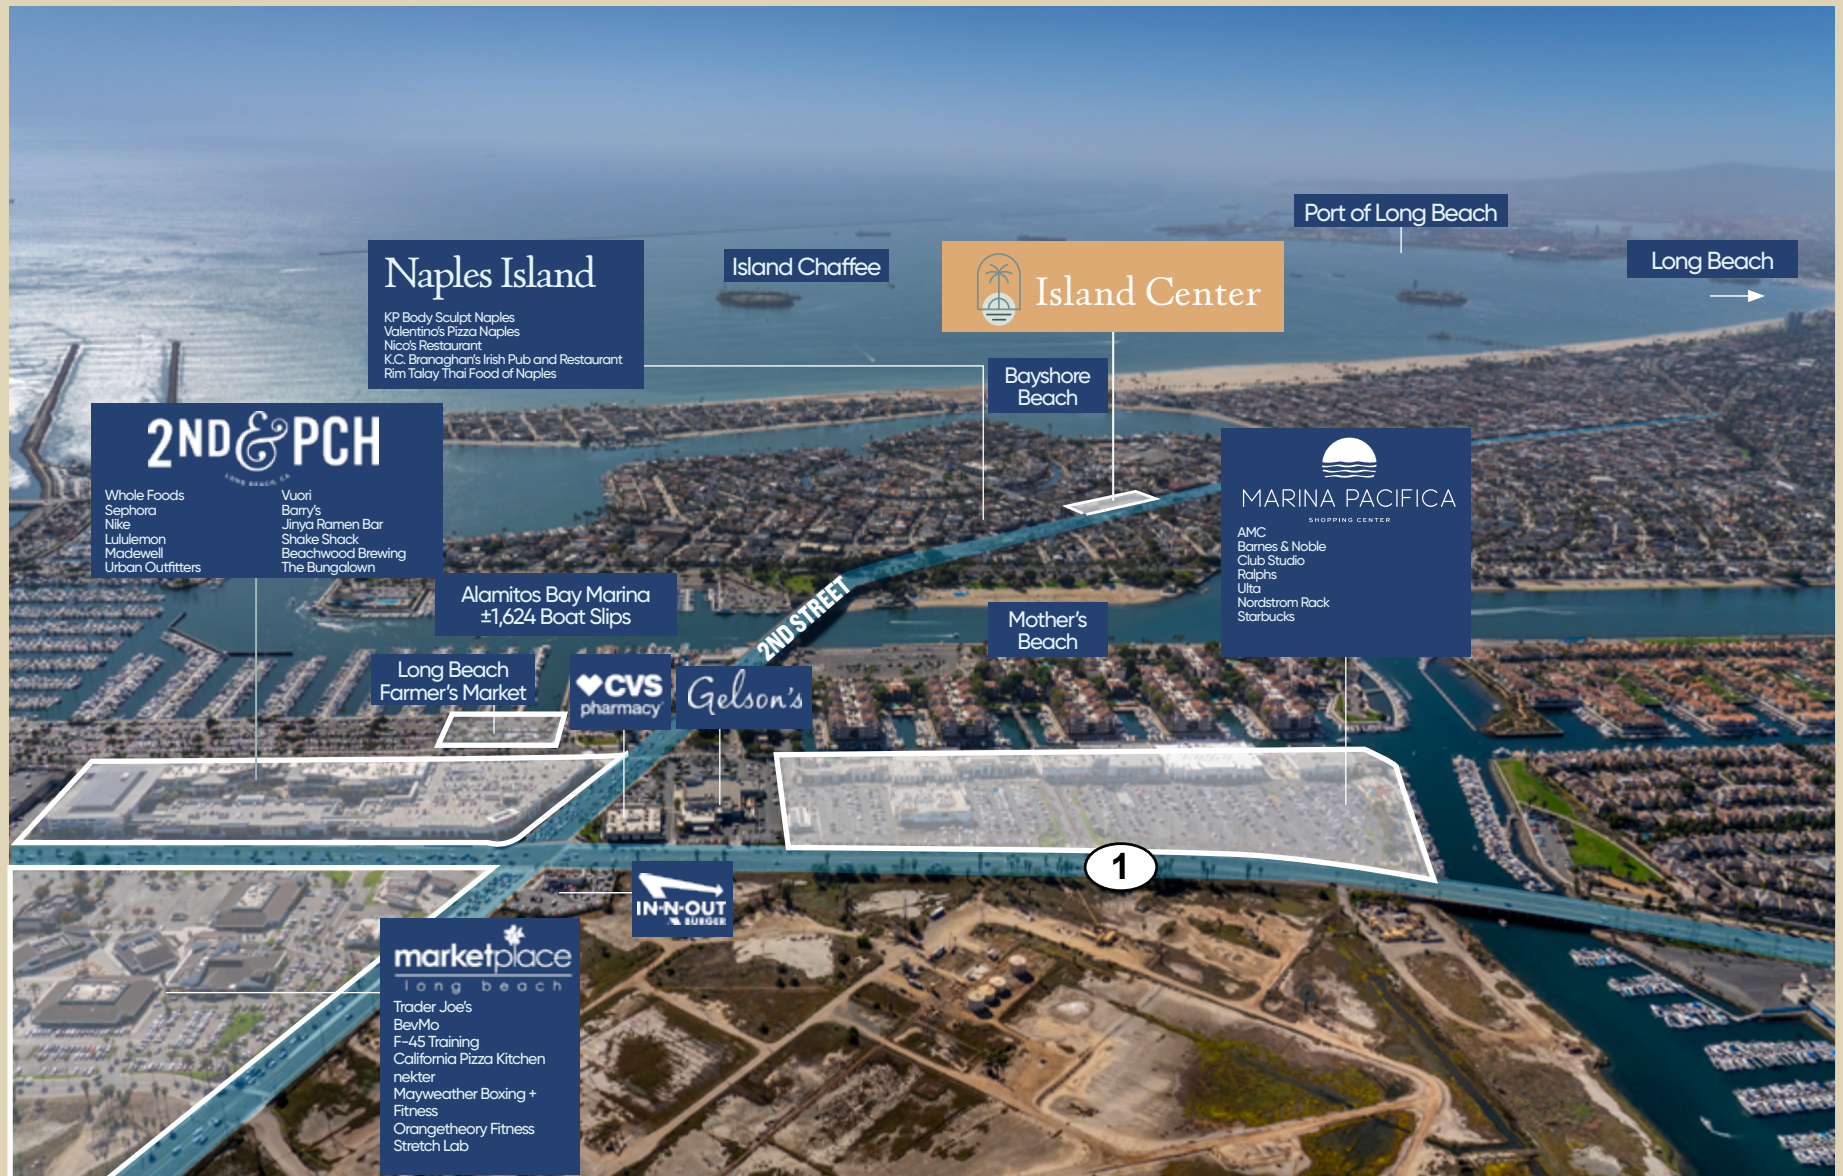 Port of Long Beach
Long Beach
Naples Island
KP Body Sculpt Naples
Valentino's Pizza Naples
Nico's Restaurant
K.C. Branaghan's Irish Pub and Restaurant
Rim Talay Thai Food of Naples
Island Chaffee
Island Center
Bayshore
Beach
2ND & PCH
LONG BEACH, CA
Whole Foods
Sephora
Nike
Lululemon
Madewell
Urban Outfitters
Vuori
Barry's
Jinya Ramen Bar
Shake Shack
Beachwood Brewing
The Bungalown
MARINA PACIFICA
SHOPPING CENTER
AMC
Barnes & Noble
Club Studio
Ralphs
Ulta
Nordstrom Rack
Starbucks
Alamitos Bay Marina
±1,624 Boat Slips
2ND STREET
Mother's
Beach
Long Beach
Farmer's Market
CVS
pharmacy
Gelson's
1
IN-N-OUT
BURGER
marketplace
long beach
Trader Joe's
BevMo
F-45 Training
California Pizza Kitchen
nekter
Mayweather Boxing +
Fitness
Orangetheory Fitness
Stretch Lab